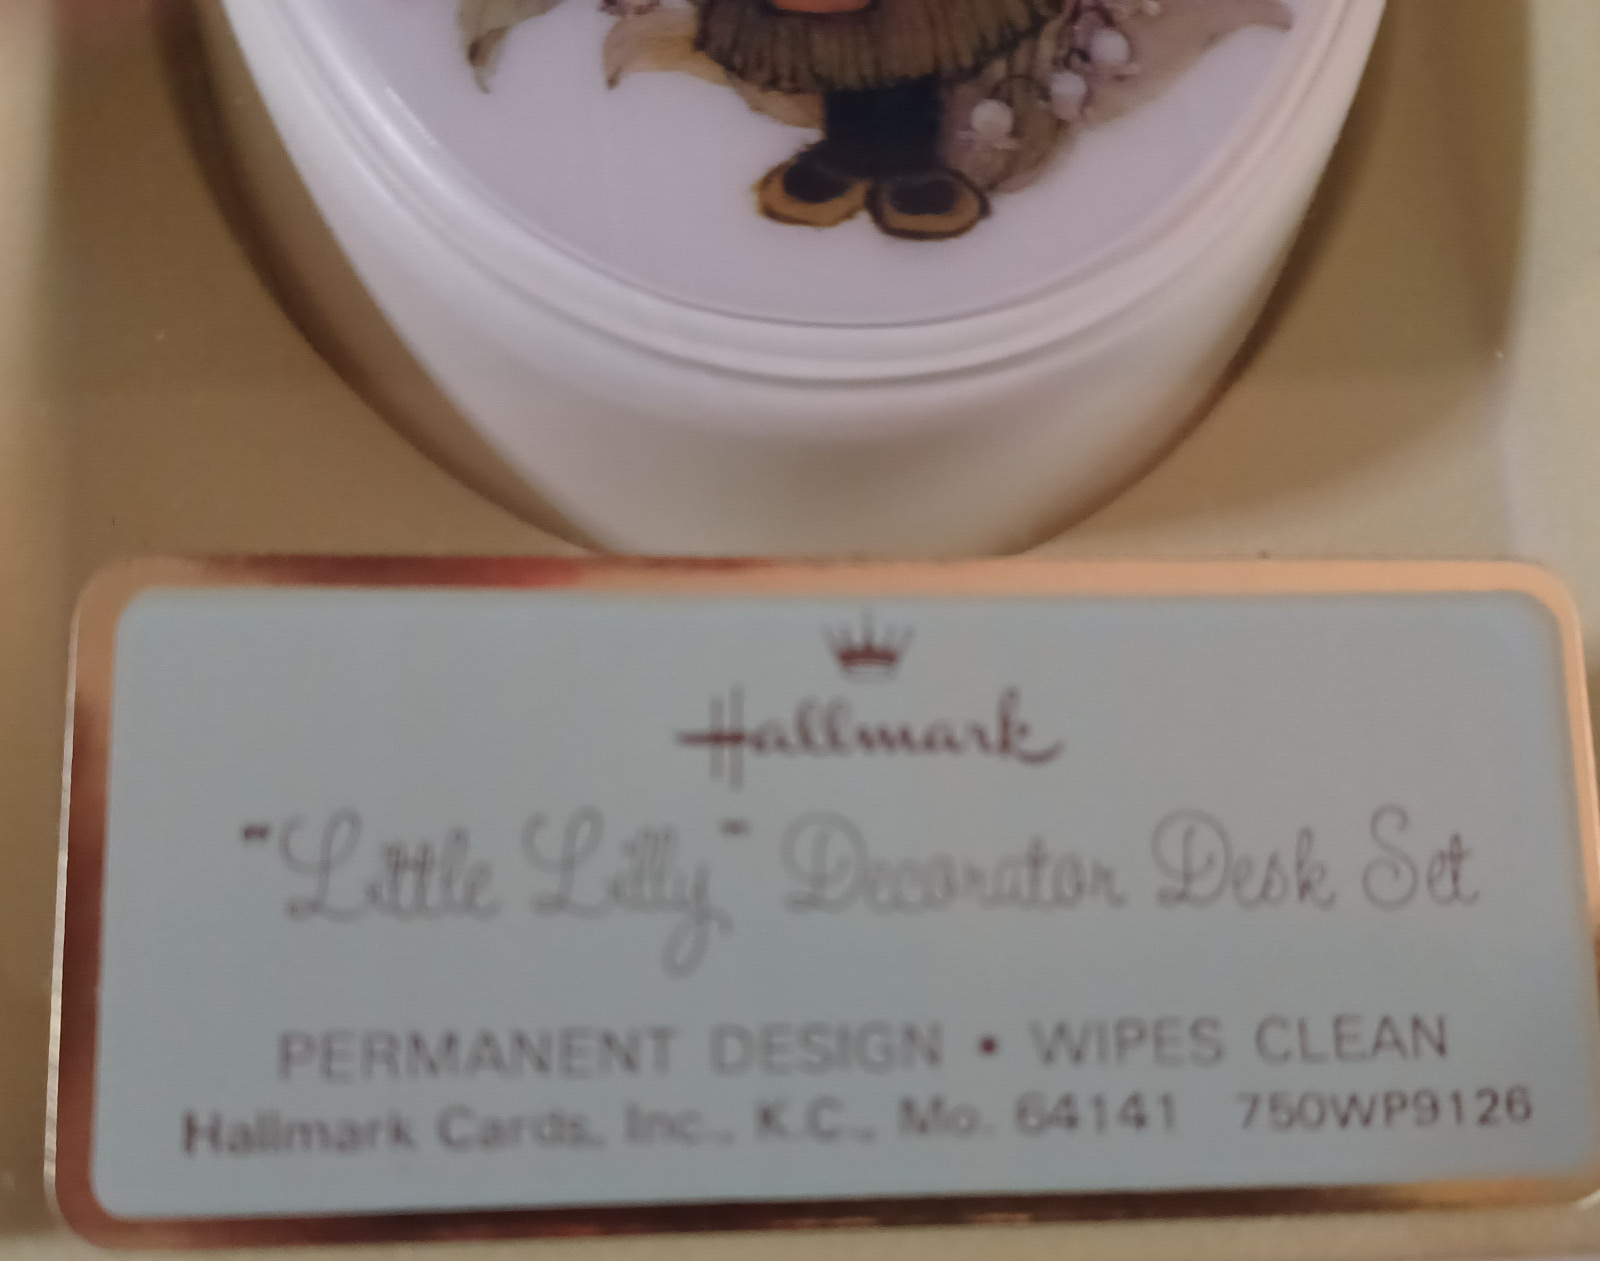 Hallmark
"Little Lilly" Decorator Desk Set
PERMANENT DESIGN • WIPES CLEAN
Hallmark Cards, Inc., K.C., Mo. 64141 750WP9126